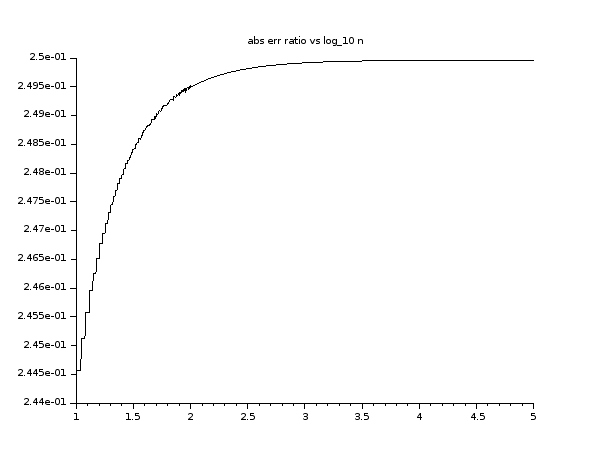 abs err ratio vs log_10 n
2.5e-01
2.495e-01
2.49e-01
2.485e-01
2.48e-01
2.475e-01
2.47e-01
2.465e-01
2.46e-01
2.455e-01
2.45e-01
2.445e-01
2.44e-01
1 1.5 2 2.5 3 3.5 4 4.5 5